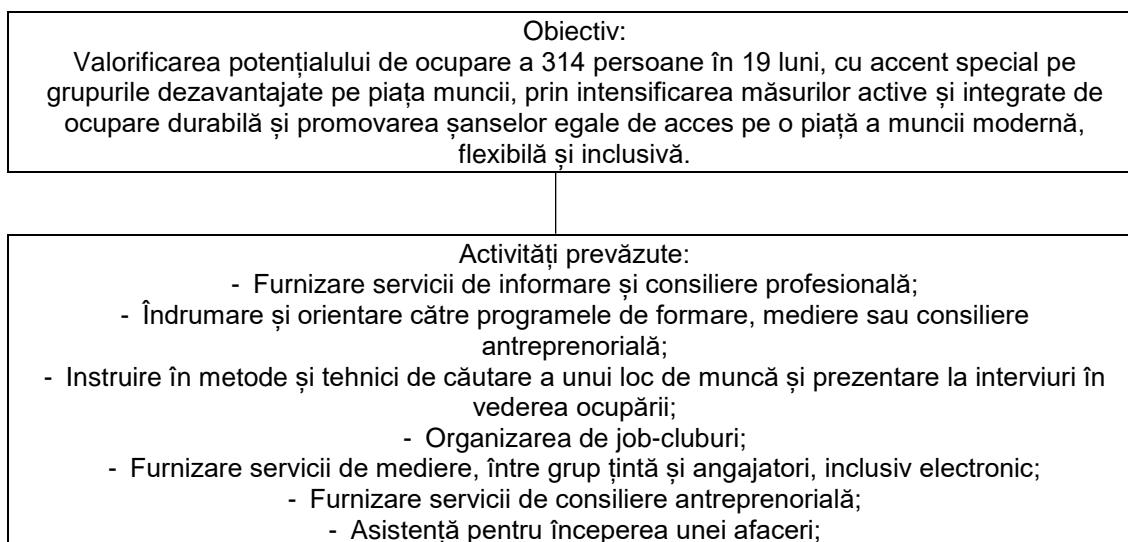 Obiectiv:
Valorificarea potențialului de ocupare a 314 persoane în 19 luni, cu accent special pe
grupurile dezavantajate pe piața muncii, prin intensificarea măsurilor active și integrate de
ocupare durabilă și promovarea șanselor egale de acces pe o piață a muncii modernă,
flexibilă și inclusivă.
Activități prevăzute:
- Furnizare servicii de informare și consiliere profesională;
- Îndrumare și orientare către programele de formare, mediere sau consiliere
antreprenorială;
- Instruire în metode și tehnici de căutare a unui loc de muncă și prezentare la interviuri în
vederea ocupării;
- Organizarea de job-cluburi;
- Furnizare servicii de mediere, între grup țintă și angajatori, inclusiv electronic;
- Furnizare servicii de consiliere antreprenorială;
- Asistență pentru începerea unei afaceri;